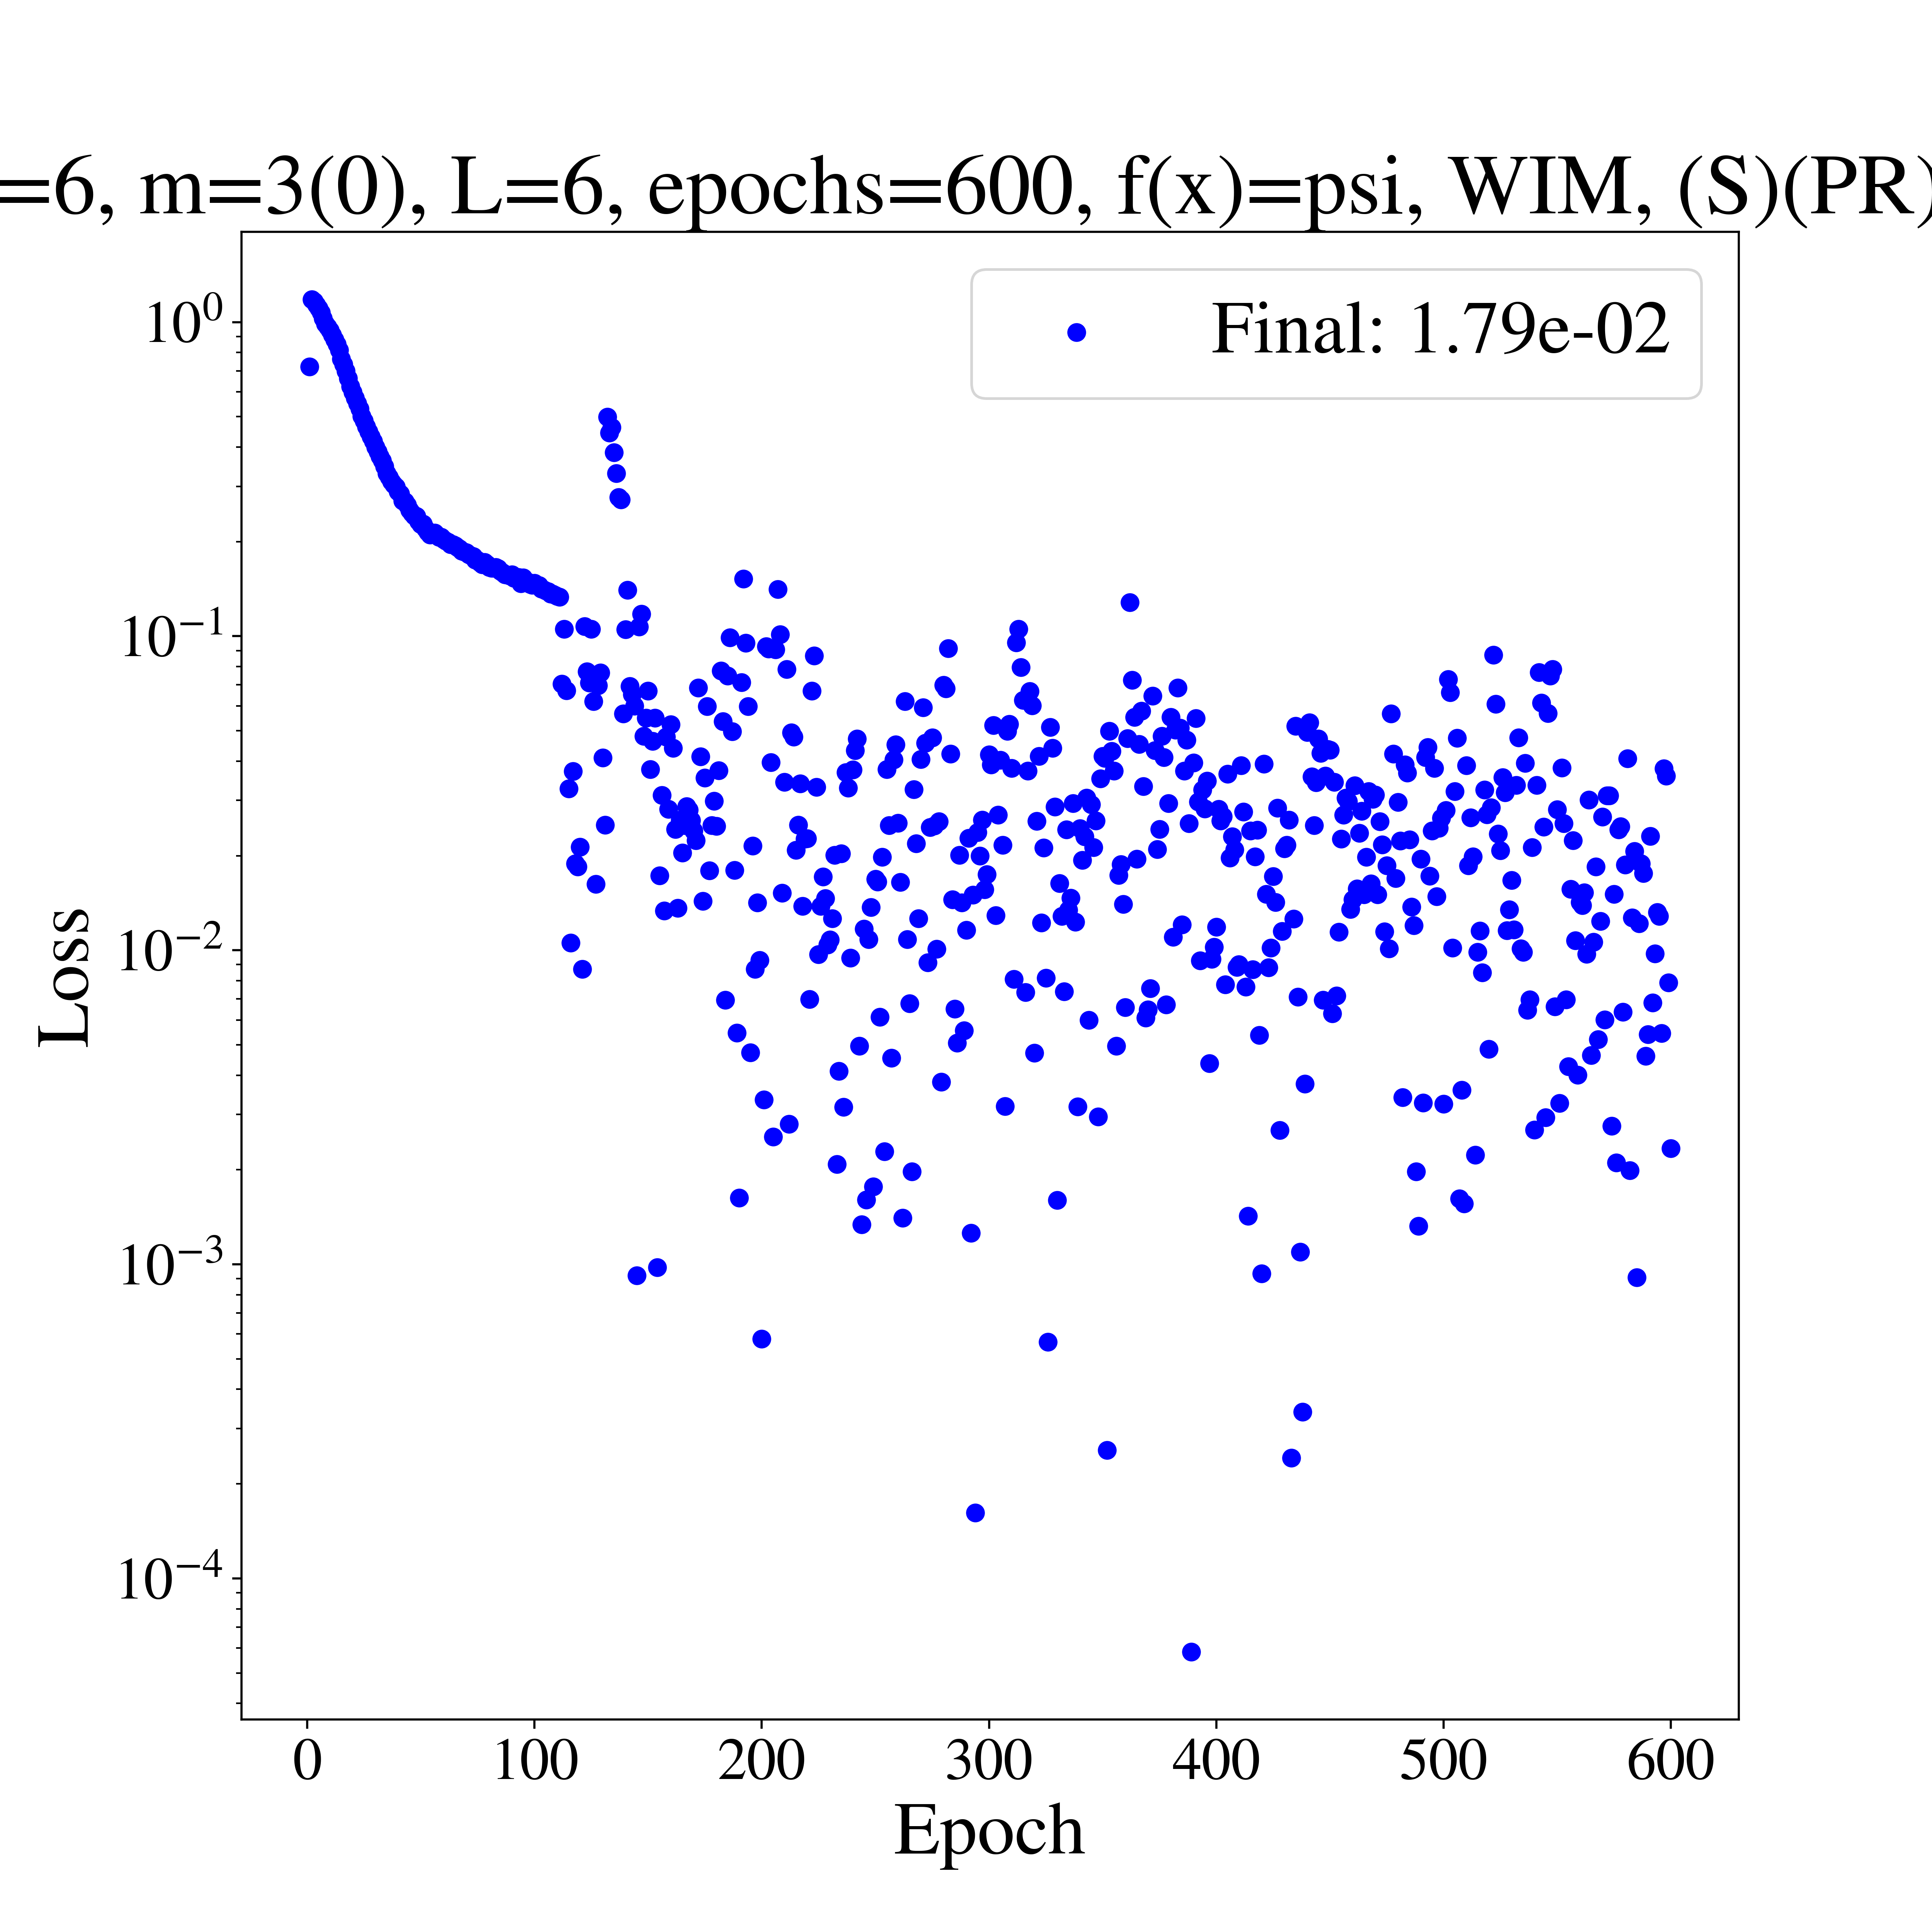 =6, m=3(0), L=6, epochs=600, f(x)=psi, WIM, (S)(PR)
Final: 1.79e-02
Loss
10⁰
10⁻¹
10⁻²
10⁻³
10⁻⁴
0 100 200 300 400 500 600
Epoch